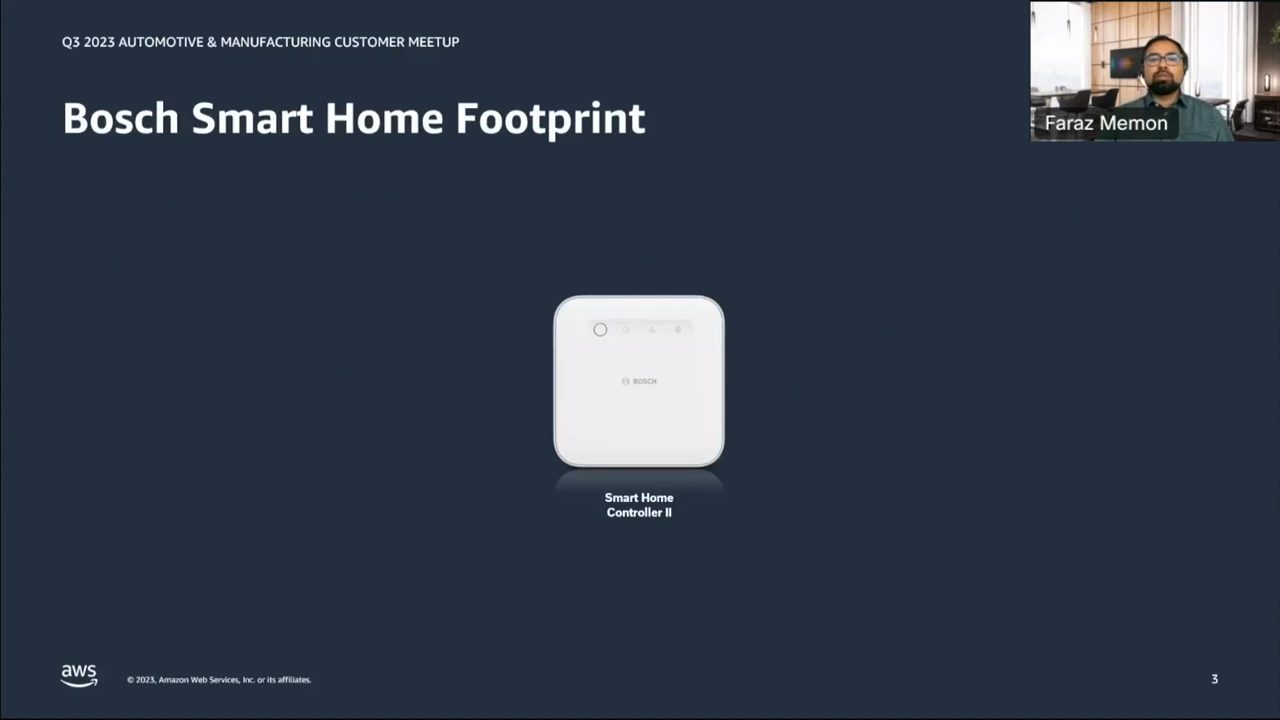 Q3 2023 AUTOMOTIVE & MANUFACTURING CUSTOMER MEETUP
Bosch Smart Home Footprint
Faraz Memon
BOSCH
Smart Home
Controller II
aws
© 2023, Amazon Web Services, Inc. or its affiliates.
3